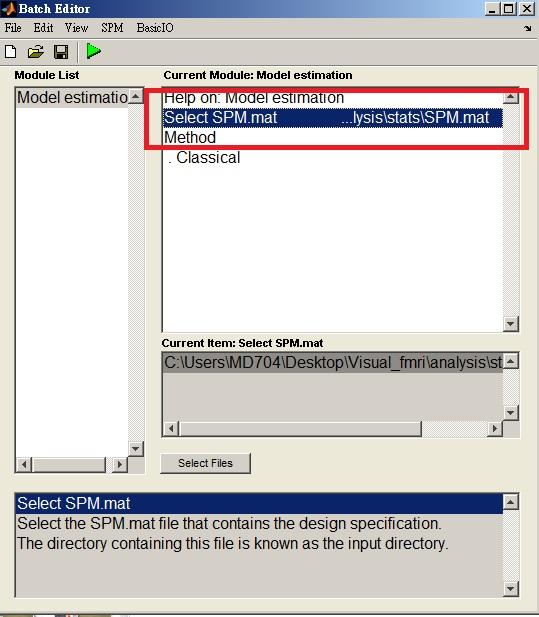 Batch Editor
File Edit View SPM BasicIO
Module List
Current Module: Model estimation
Model estimatio
Help on: Model estimation
Select SPM.mat ...lysis\stats\SPM.mat
Method
. Classical
Current Item: Select SPM.mat
C:\Users\MD704\Desktop\Visual_fmri\analysis\st
Select Files
Select SPM.mat
Select the SPM.mat file that contains the design specification.
The directory containing this file is known as the input directory.